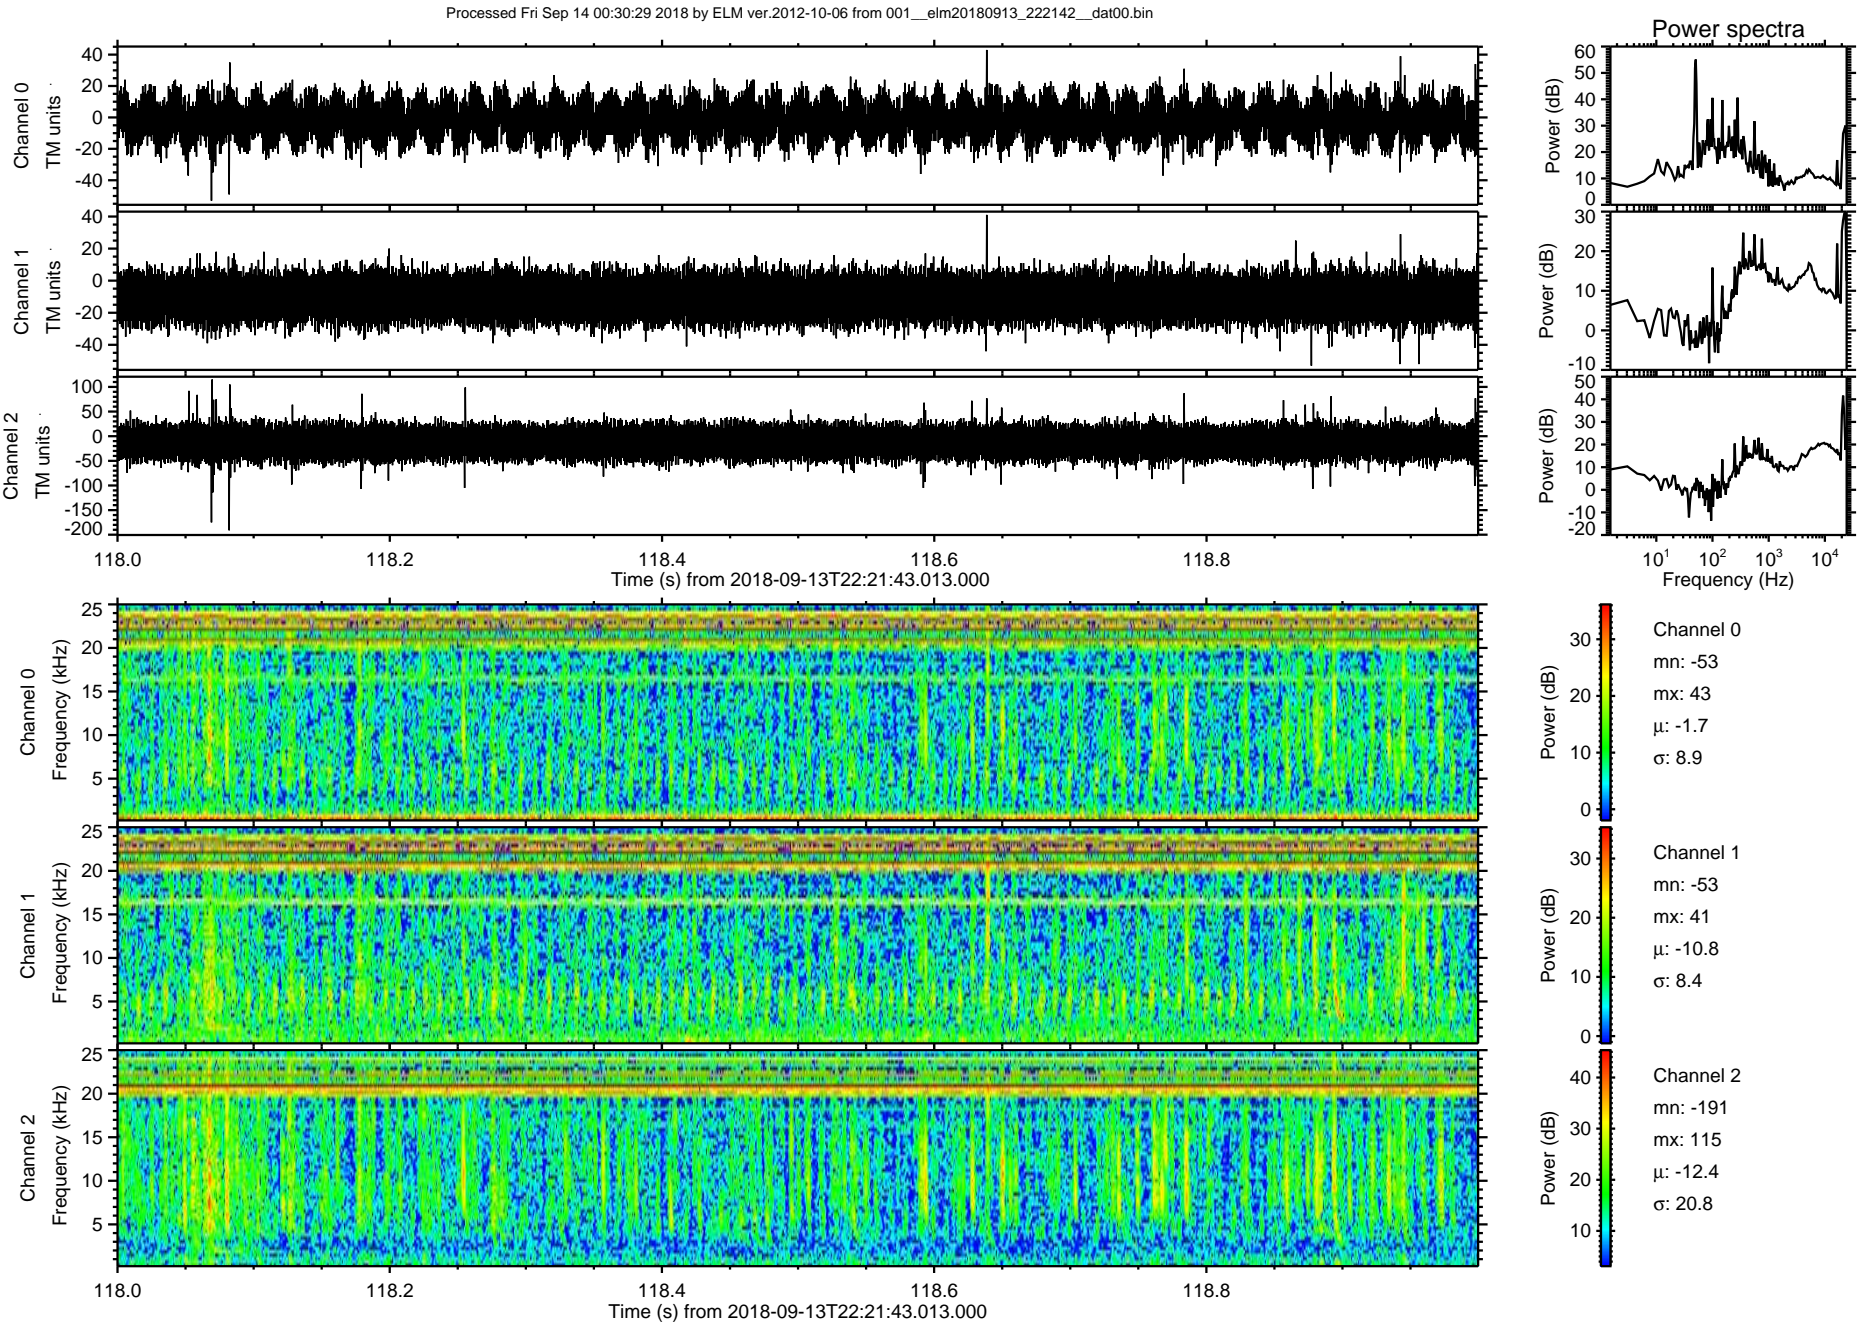 Processed Fri Sep 14 00:30:29 2018 by ELM ver.2012-10-06 from 001__elm20180913_222142__dat00.bin
Power spectra
Channel 0
TM units
40
20
0
-20
-40
Power (dB)
60
50
40
30
20
10
0
Channel 1
TM units
40
20
0
-20
-40
Power (dB)
30
20
10
0
-10
Channel 2
TM units
100
50
0
-50
-100
-150
-200
Power (dB)
50
40
30
20
10
0
-10
-20
118.0 118.2 118.4 118.6 118.8
Time (s) from 2018-09-13T22:21:43.013.000
10¹ 10² 10³ 10⁴
Frequency (Hz)
Channel 0
Frequency (kHz)
25
20
15
10
5
Power (dB)
30
20
10
0
Channel 0
mn: -53
mx: 43
μ: -1.7
σ: 8.9
Channel 1
Frequency (kHz)
25
20
15
10
5
Power (dB)
30
20
10
0
Channel 1
mn: -53
mx: 41
μ: -10.8
σ: 8.4
Channel 2
Frequency (kHz)
25
20
15
10
5
Power (dB)
40
30
20
10
Channel 2
mn: -191
mx: 115
μ: -12.4
σ: 20.8
118.0 118.2 118.4 118.6 118.8
Time (s) from 2018-09-13T22:21:43.013.000